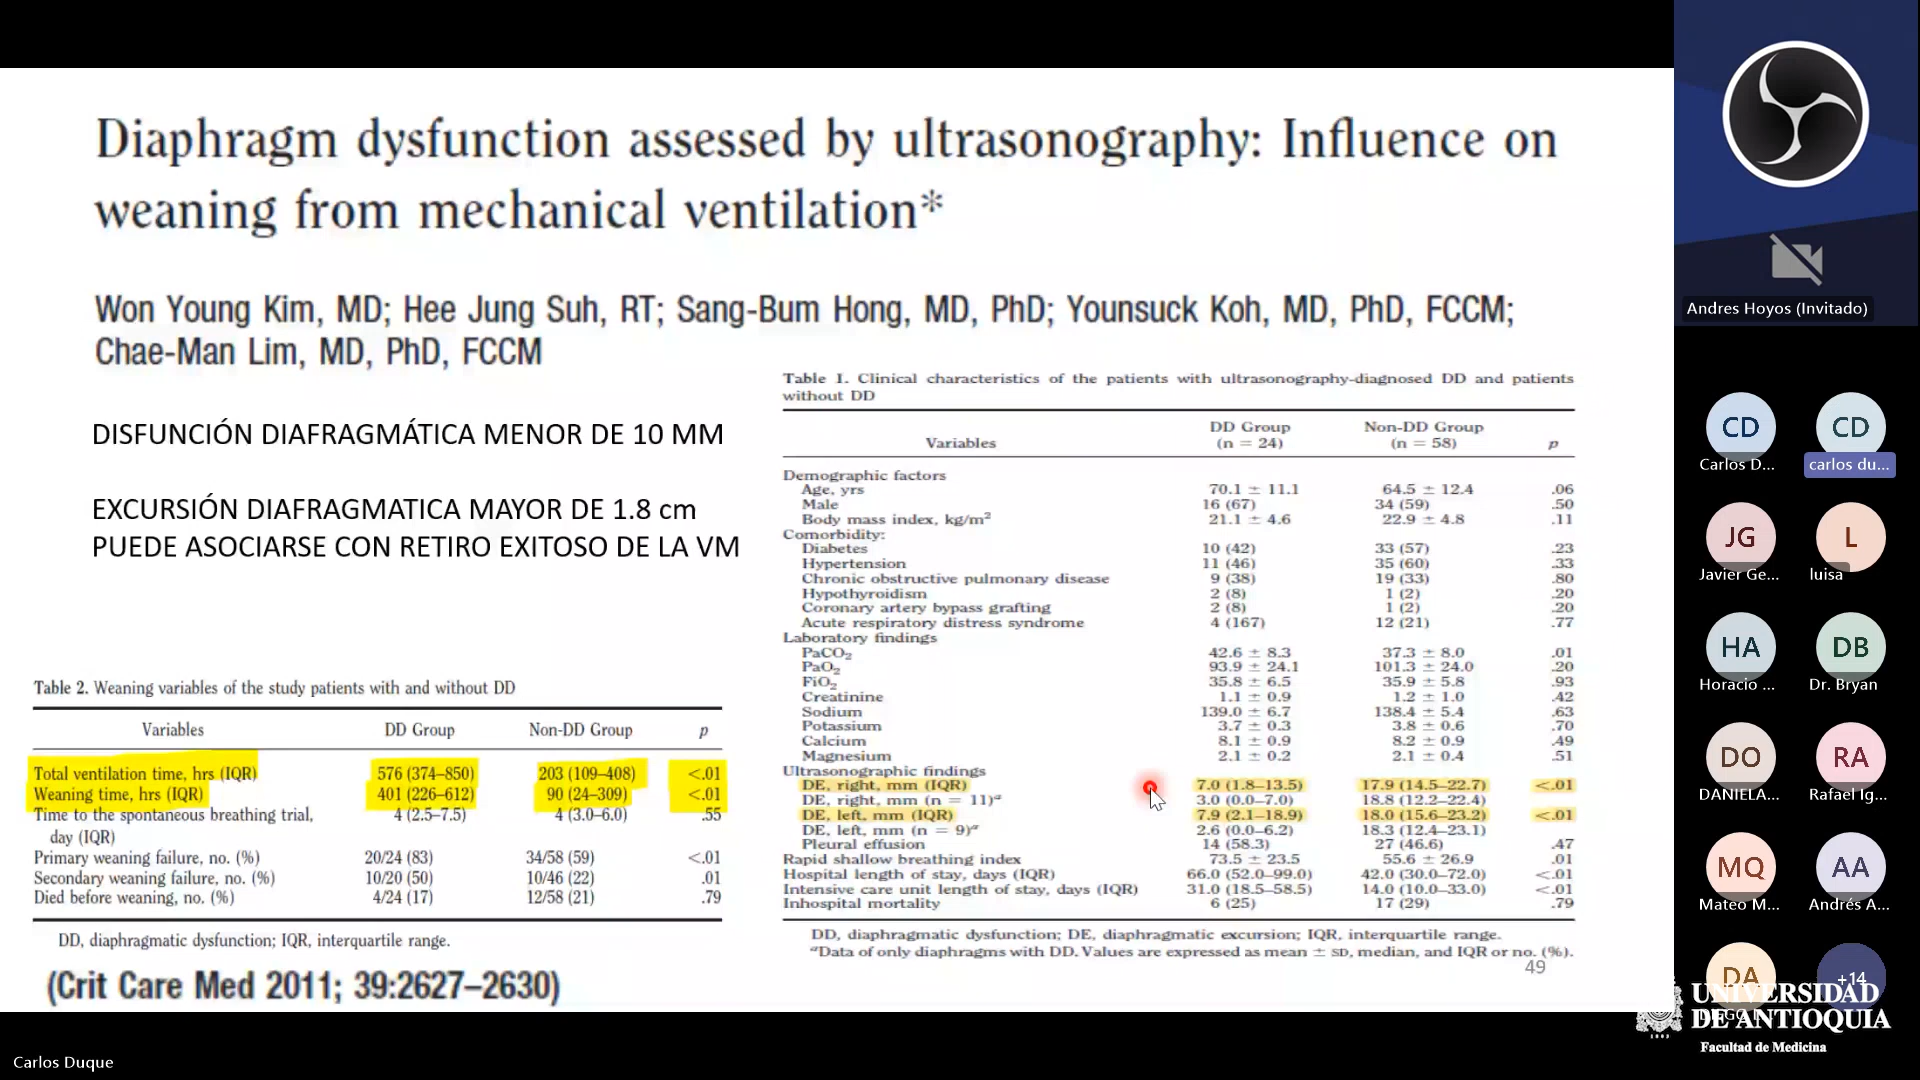 Diaphragm dysfunction assessed by ultrasonography: Influence on
weaning from mechanical ventilation*
Won Young Kim, MD; Hee Jung Suh, RT; Sang-Bum Hong, MD, PhD; Younsuck Koh, MD, PhD, FCCM;
Chae-Man Lim, MD, PhD, FCCM
DISFUNCIÓN DIAFRAGMÁTICA MENOR DE 10 MM
EXCURSIÓN DIAFRAGMATICA MAYOR DE 1.8 cm
PUEDE ASOCIARSE CON RETIRO EXITOSO DE LA VM
Table 2. Weaning variables of the study patients with and without DD
Variables DD Group Non-DD Group p
Total ventilation time, hrs (IQR) 576 (374–850) 203 (109–408) <.01
Weaning time, hrs (IQR) 401 (226–612) 90 (24–309) <.01
Time to the spontaneous breathing trial, 4 (2.5–7.5) 4 (3.0–6.0) .55
day (IQR)
Primary weaning failure, no. (%) 20/24 (83) 34/58 (59) <.01
Secondary weaning failure, no. (%) 10/20 (50) 10/46 (22) .01
Died before weaning, no. (%) 4/24 (17) 12/58 (21) .79
DD, diaphragmatic dysfunction; IQR, interquartile range.
(Crit Care Med 2011; 39:2627–2630)
Table 1. Clinical characteristics of the patients with ultrasonography-diagnosed DD and patients
without DD
Variables DD Group (n = 24) Non-DD Group (n = 58) p
Demographic factors
Age, yrs 70.1 ± 11.1 64.5 ± 12.4 .06
Male 16 (67) 34 (59) .50
Body mass index, kg/m² 21.1 ± 4.6 22.9 ± 4.8 .11
Comorbidity:
Diabetes 10 (42) 33 (57) .23
Hypertension 11 (46) 35 (60) .33
Chronic obstructive pulmonary disease 9 (38) 19 (33) .80
Hypothyroidism 2 (8) 1 (2) .20
Coronary artery bypass grafting 2 (8) 1 (2) .20
Acute respiratory distress syndrome 4 (167) 12 (21) .77
Laboratory findings
PaCO₂ 42.6 ± 8.3 37.3 ± 8.0 .01
PaO₂ 93.9 ± 24.1 101.3 ± 24.0 .20
FiO₂ 35.8 ± 6.5 35.9 ± 5.8 .93
Creatinine 1.1 ± 0.9 1.2 ± 1.0 .42
Sodium 139.0 ± 6.7 138.4 ± 5.4 .63
Potassium 3.7 ± 0.3 3.8 ± 0.6 .70
Calcium 8.1 ± 0.9 8.2 ± 0.9 .49
Magnesium 2.1 ± 0.2 2.1 ± 0.4 .51
Ultrasonographic findings
DE, right, mm (IQR) 7.0 (1.8–13.5) 17.9 (14.5–22.7) <.01
DE, right, mm (n = 11)ᵃ 3.0 (0.0–7.0) 18.8 (12.2–22.4)
DE, left, mm (IQR) 7.9 (2.1–18.9) 18.0 (15.6–23.2) <.01
DE, left, mm (n = 9)ᵃ 2.6 (0.0–6.2) 18.3 (12.4–23.1)
Pleural effusion 14 (58.3) 27 (46.6) .47
Rapid shallow breathing index 73.5 ± 23.5 55.6 ± 26.9 .01
Hospital length of stay, days (IQR) 66.0 (52.0–99.0) 42.0 (30.0–72.0) <.01
Intensive care unit length of stay, days (IQR) 31.0 (18.5–58.5) 14.0 (10.0–33.0) <.01
Inhospital mortality 6 (25) 17 (29) .79
DD, diaphragmatic dysfunction; DE, diaphragmatic excursion; IQR, interquartile range.
ᵃData of only diaphragms with DD. Values are expressed as mean ± SD, median, and IQR or no. (%).
49
Andres Hoyos (Invitado)
CD CD
Carlos D... carlos du...
JG L
Javier Ge... luisa
HA DB
Horacio ... Dr. Bryan
DO RA
DANIELA... Rafael Ig...
MQ AA
Mateo M... Andrés A...
DA +14
UNIVERSIDAD
DE ANTIOQUIA
Facultad de Medicina
Carlos Duque